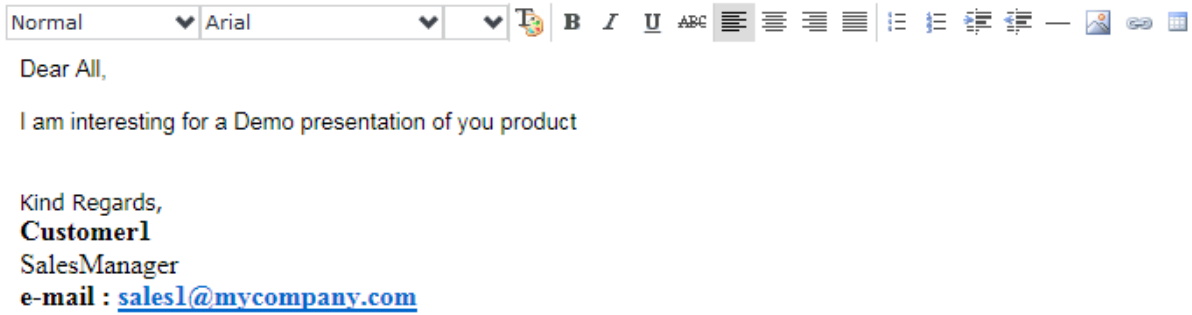 Normal Arial B I U ABC
Dear All,
I am interesting for a Demo presentation of you product
Kind Regards,
Customer1
SalesManager
e-mail : sales1@mycompany.com